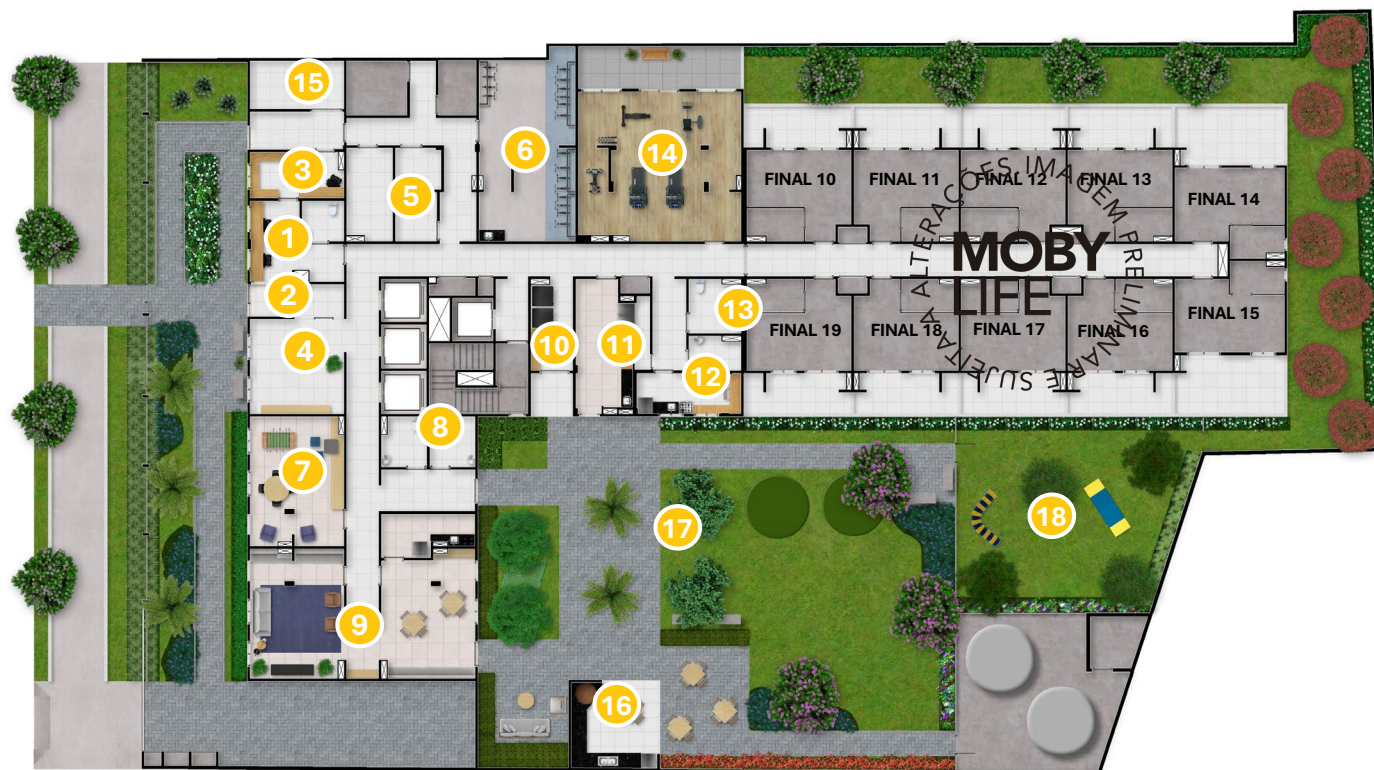 15
3
5
6
14
1
2
4
10
11
13
12
8
7
9
17
18
16
FINAL 10
FINAL 11
FINAL 12
FINAL 13
FINAL 14
FINAL 19
FINAL 18
FINAL 17
FINAL 16
FINAL 15
MOBY
LIFE
IMAGEM PRELIMINAR E SUJEITA A ALTERAÇÕES